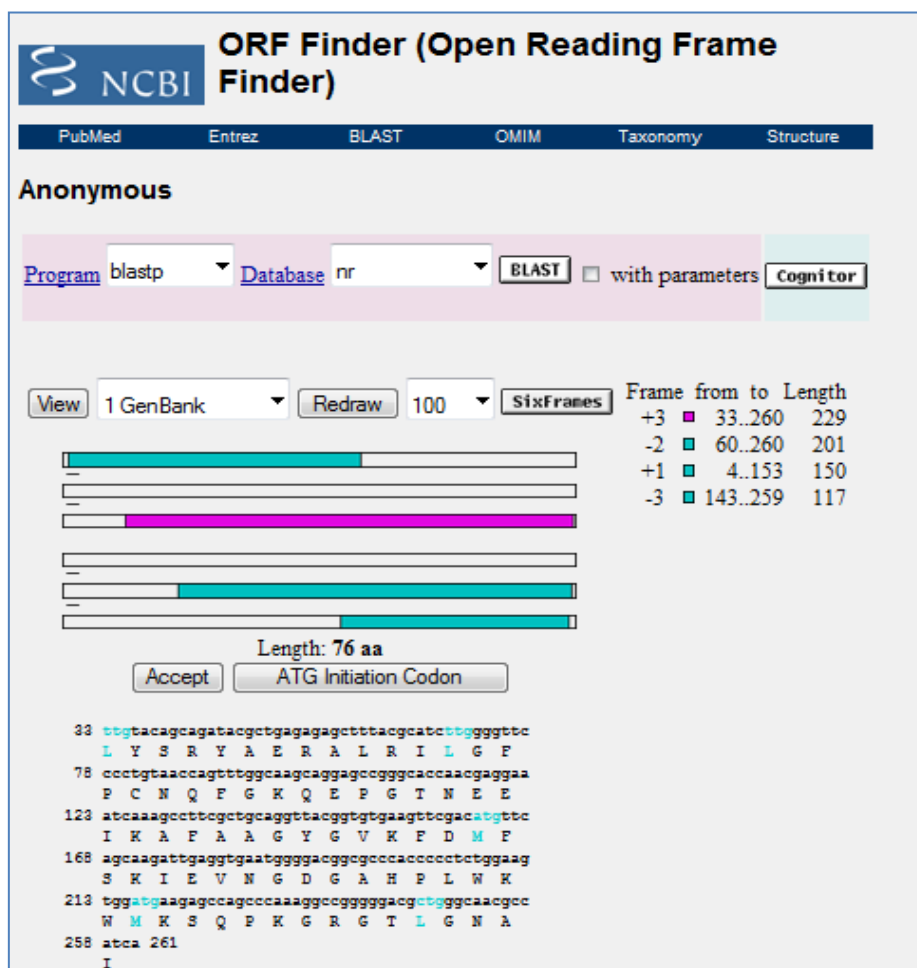 NCBI
ORF Finder (Open Reading Frame
Finder)
PubMed Entrez BLAST OMIM Taxonomy Structure
Anonymous
Program blastp Database nr BLAST with parameters Cognitor
View 1 GenBank Redraw 100 SixFrames
Frame from to Length
+3 33..260 229
-2 60..260 201
+1 4..153 150
-3 143..259 117
Length: 76 aa
Accept ATG Initiation Codon
33 ttgtacagcagatacgctgagagagctttacgcatcttggggttc
L Y S R Y A E R A L R I L G F
78 ccctgtaaccagtttggcaagcaggagccgggcaccaacgaggaa
P C N Q F G K Q E P G T N E E
123 atcaaagccttcgctgcaggttacggtgtgaagttcgacatgttc
I K A F A A G Y G V K F D M F
168 agcaagattgaggtgaatggggacggcgcccacccoctctggaag
S K I E V N G D G A H P L W K
213 tggatgaagagccagcccaaaggccgggggacgctgggcaacgcc
W M K S Q P K G R G T L G N A
258 atca 261
I